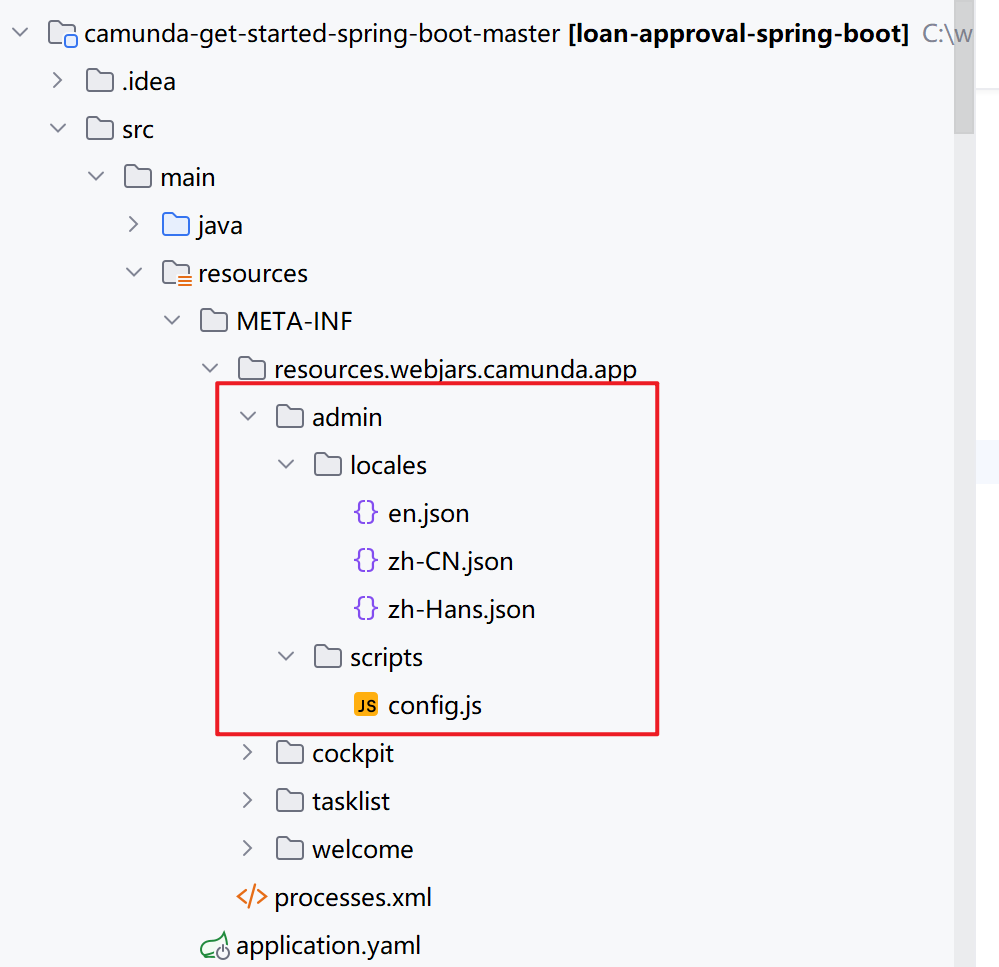 camunda-get-started-spring-boot-master [loan-approval-spring-boot] C:\w
.idea
src
main
java
resources
META-INF
resources.webjars.camunda.app
admin
locales
en.json
zh-CN.json
zh-Hans.json
scripts
JS config.js
cockpit
tasklist
welcome
processes.xml
application.yaml